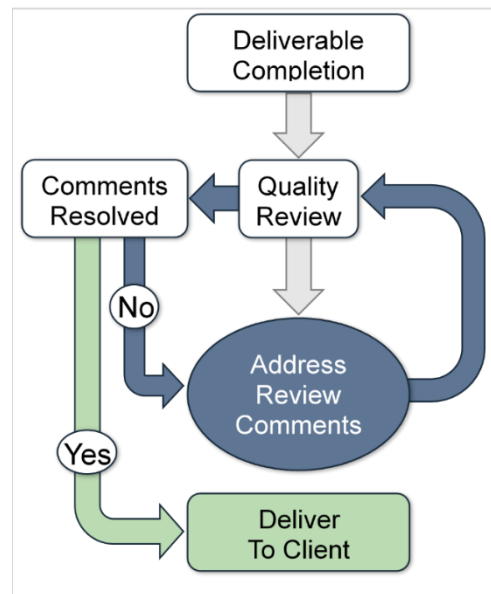 Deliverable
Completion
Comments
Resolved
Quality
Review
No
Address
Review
Comments
Yes
Deliver
To Client